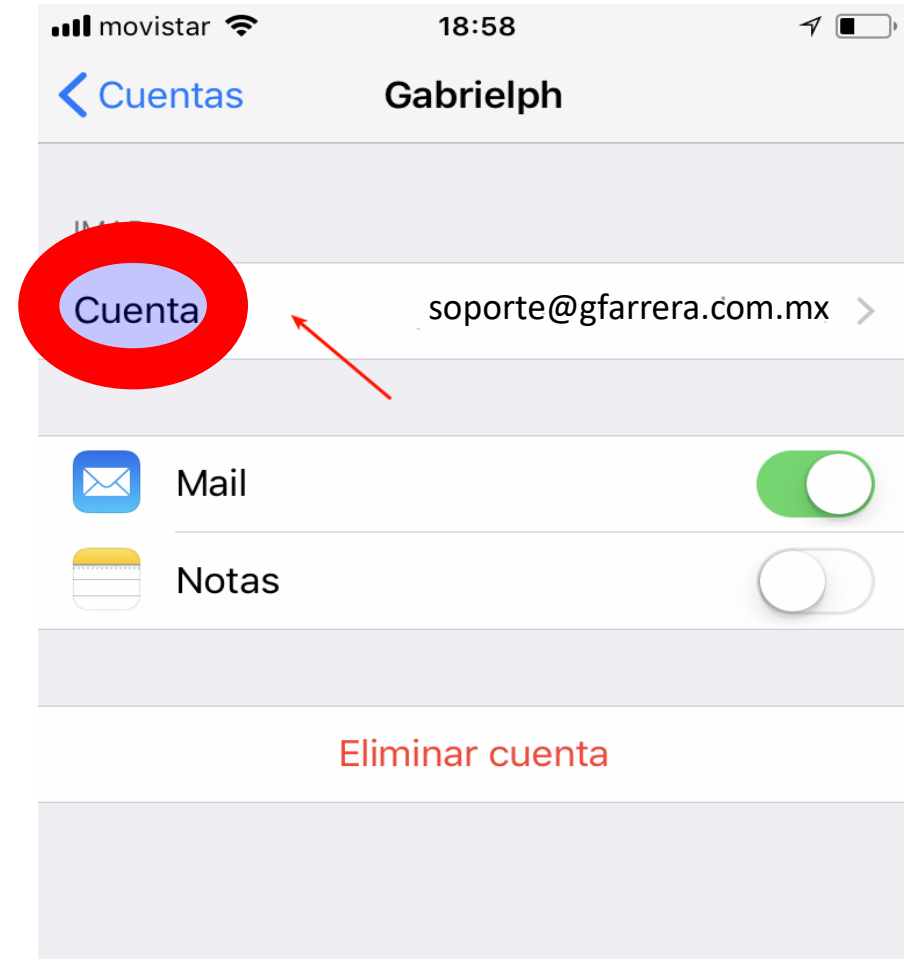 movistar 18:58
Cuentas Gabrielph
Cuenta soporte@gfarrera.com.mx
Mail
Notas
Eliminar cuenta